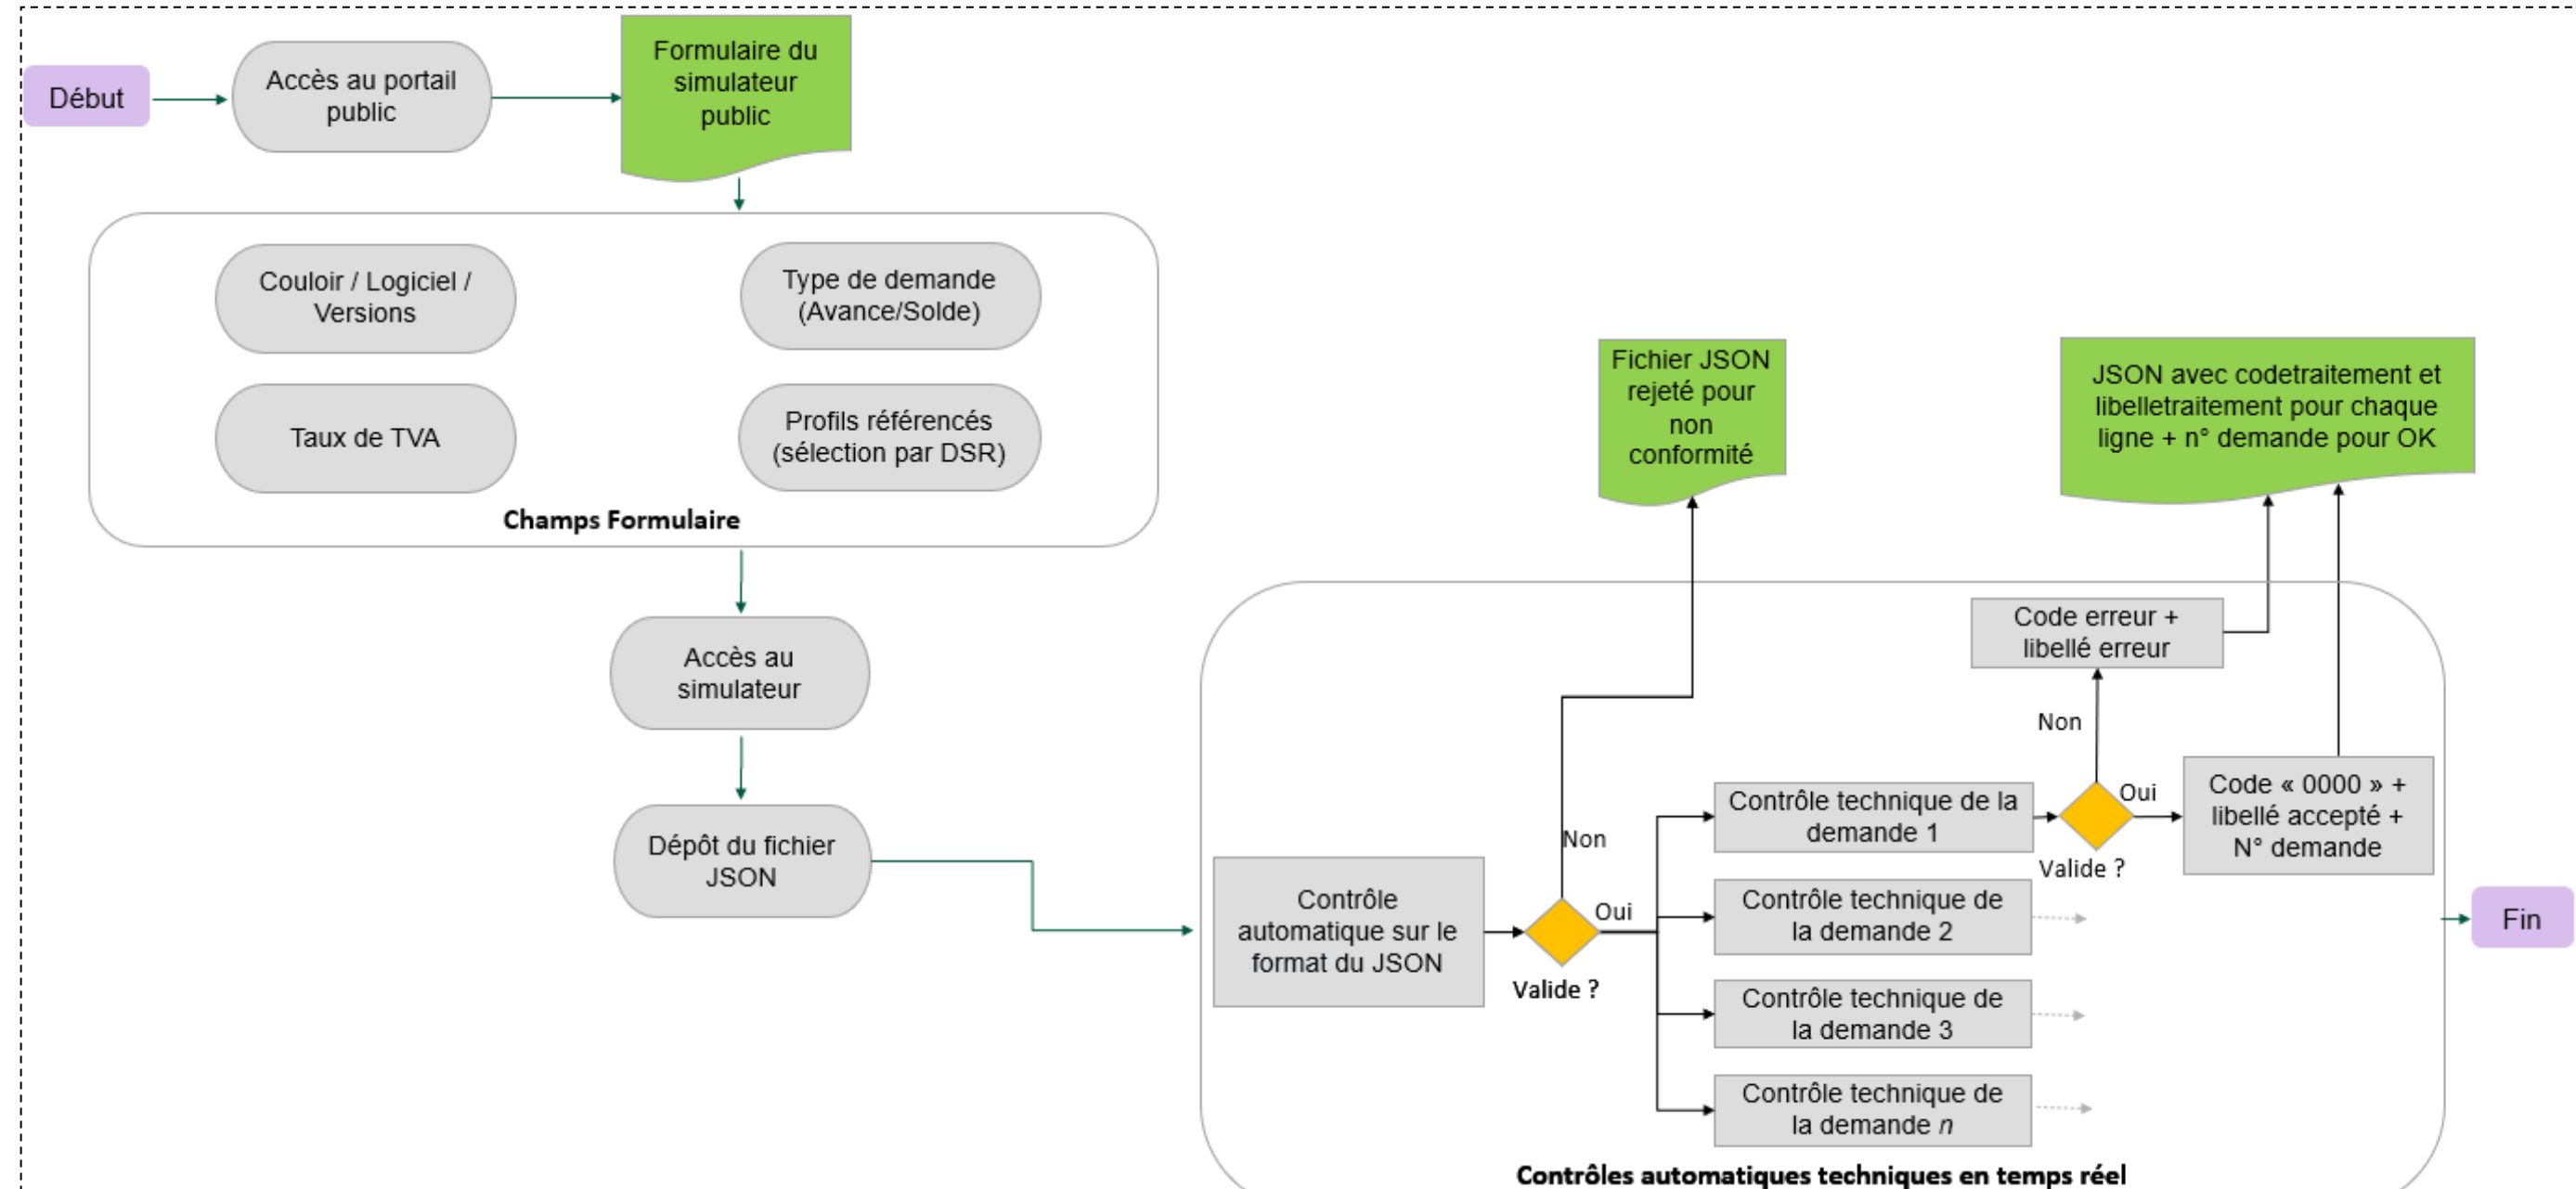 Début
Accès au portail
public
Formulaire du
simulateur
public
Couloir / Logiciel /
Versions
Type de demande
(Avance/Solde)
Taux de TVA
Profils référencés
(sélection par DSR)
Champs Formulaire
Accès au
simulateur
Dépôt du fichier
JSON
Fichier JSON
rejeté pour
non
conformité
JSON avec codetraitement et
libelletraitement pour chaque
ligne + n° demande pour OK
Contrôle
automatique sur le
format du JSON
Non
Oui
Valide ?
Contrôle technique de la
demande 1
Contrôle technique de
la demande 2
Contrôle technique de
la demande 3
Contrôle technique de
la demande n
Code erreur +
libellé erreur
Non
Oui
Valide ?
Code « 0000 » +
libellé accepté +
N° demande
Fin
Contrôles automatiques techniques en temps réel